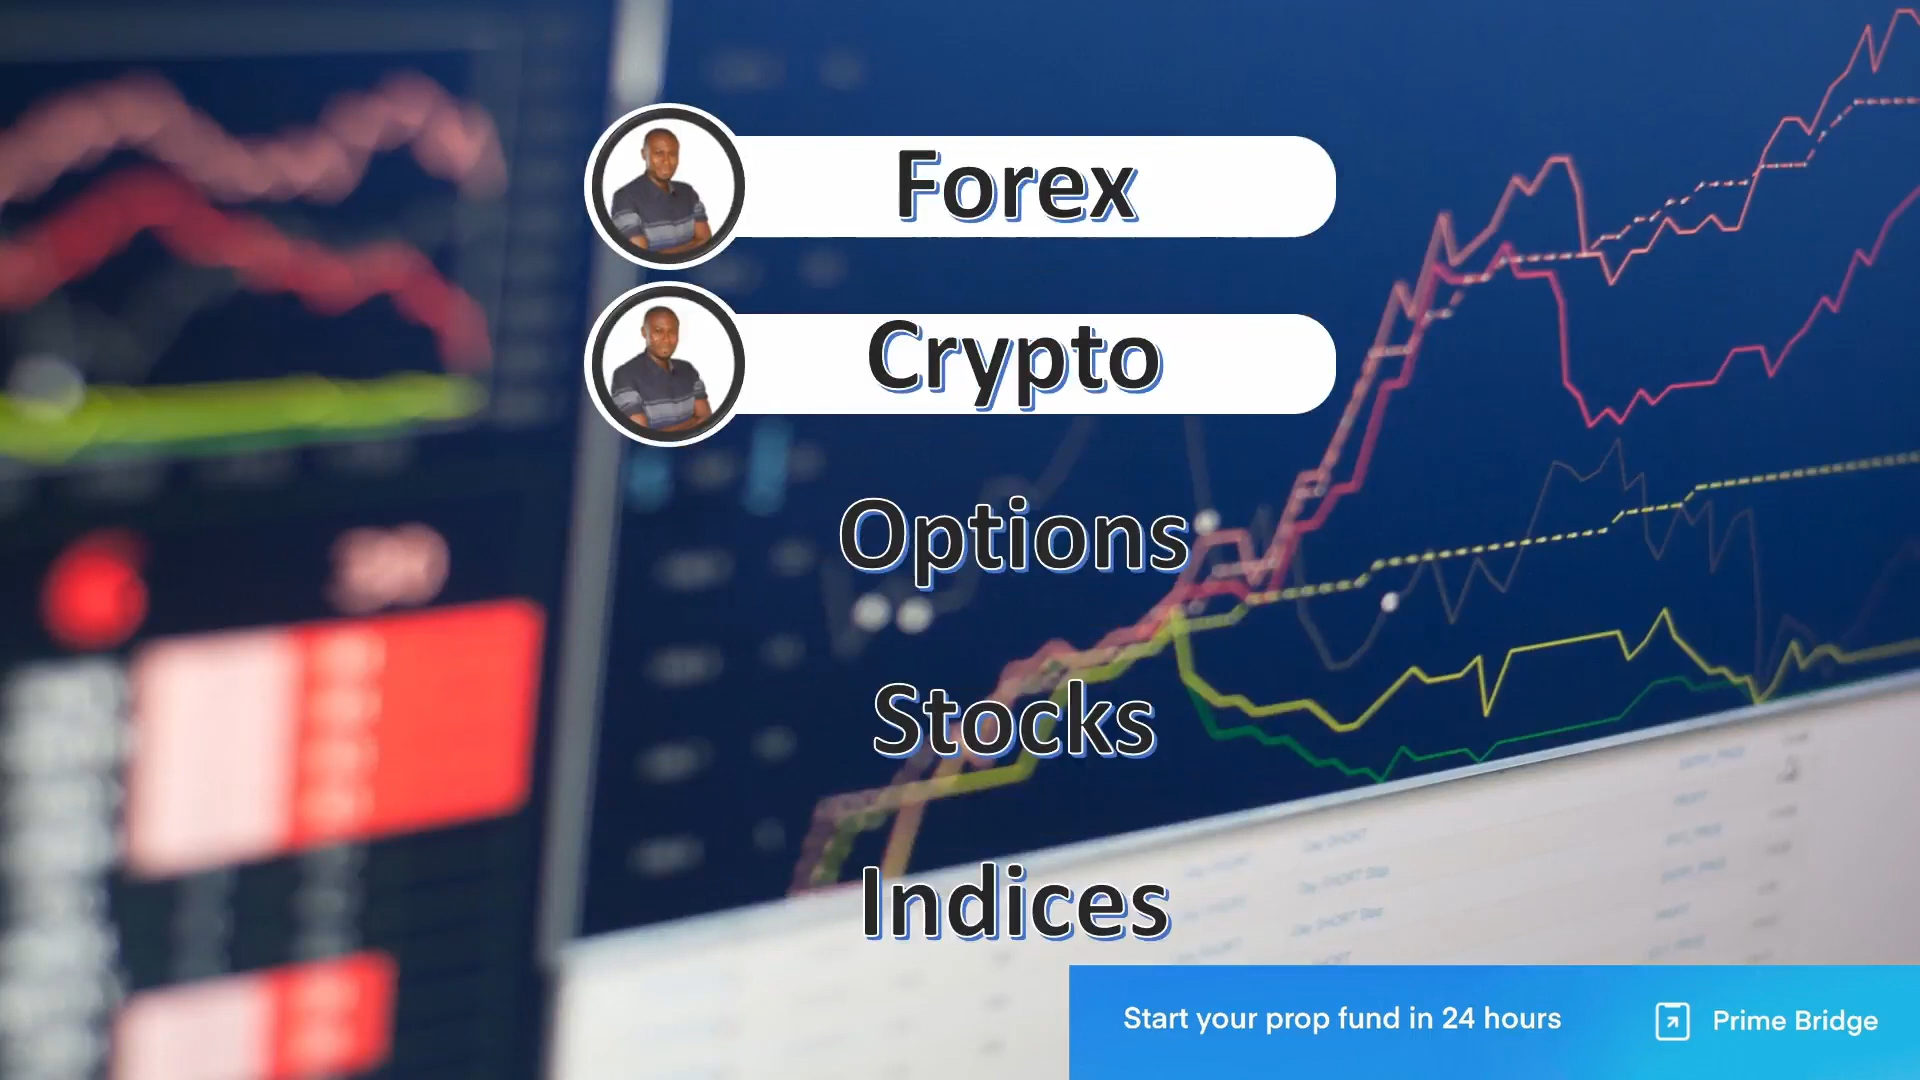 Forex
Crypto
Options
Stocks
Indices
Start your prop fund in 24 hours
Prime Bridge